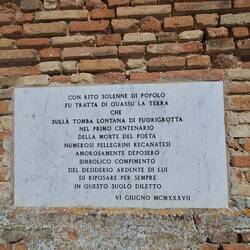 CON RITO SOLENNE DI POPOLO
FU TRATTA DI QUASSU LA TERRA
CHE
SULLA TOMBA LONTANA DI FUORIGROTTA
NEL PRIMO CENTENARIO
DELLA MORTE DEL POETA
NUMEROSI PELLEGRINI RECANATESI
AMOROSAMENTE DEPOSERO
SIMBOLICO COMPIMENTO
DEL DESIDERIO ARDENTE DI LUI
DI RIPOSARE PER SEMPRE
IN QUESTO SUOLO DILETTO
VI GIUGNO MCMXXXVII